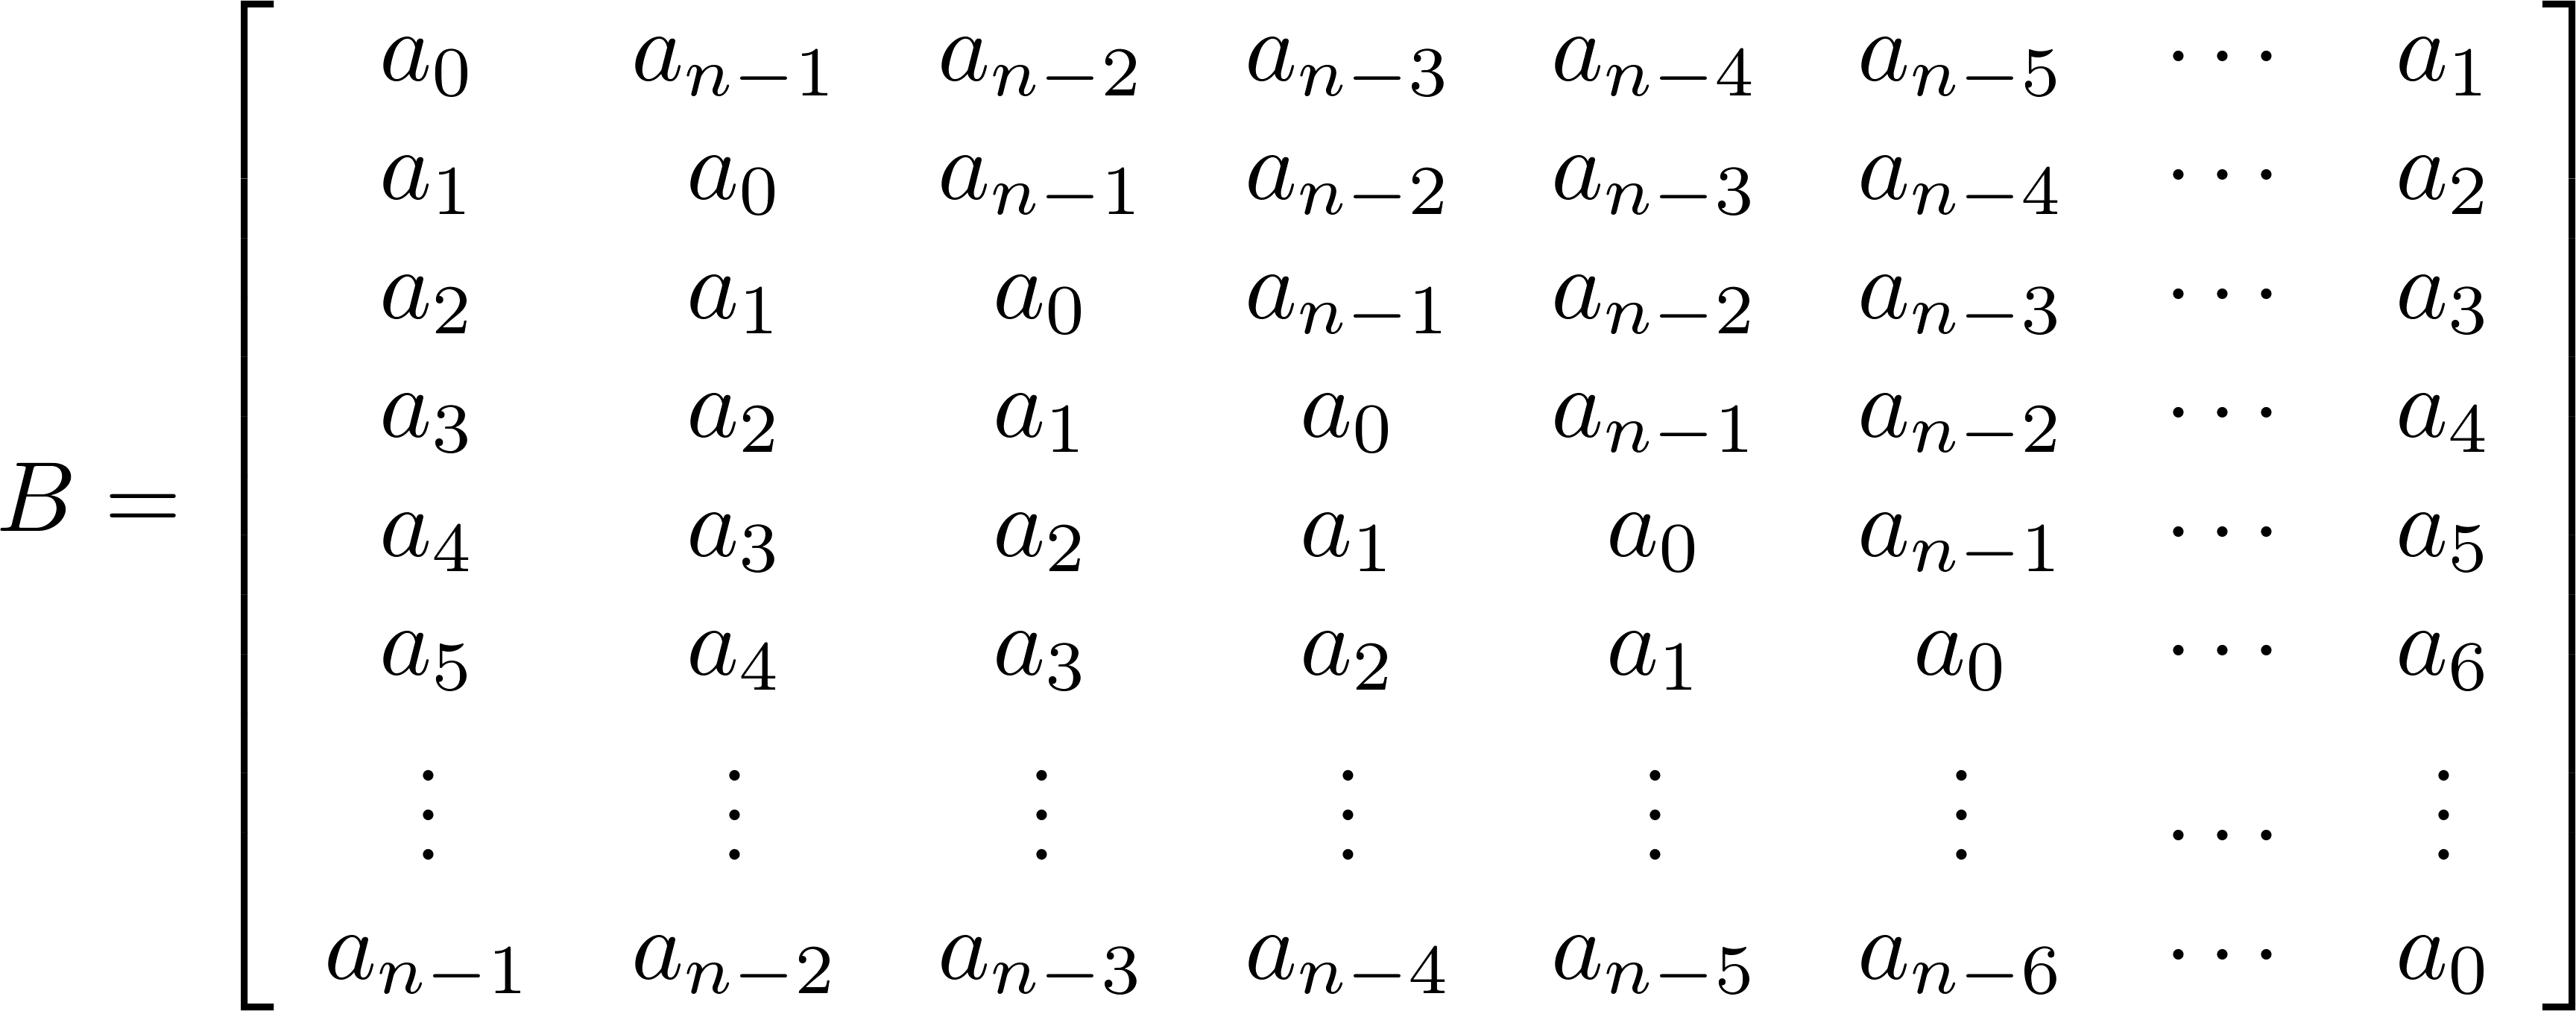 a_0 a_{n-1} a_{n-2} a_{n-3} a_{n-4} a_{n-5} ⋯ a_1
a_1 a_0 a_{n-1} a_{n-2} a_{n-3} a_{n-4} ⋯ a_2
a_2 a_1 a_0 a_{n-1} a_{n-2} a_{n-3} ⋯ a_3
a_3 a_2 a_1 a_0 a_{n-1} a_{n-2} ⋯ a_4
B = a_4 a_3 a_2 a_1 a_0 a_{n-1} ⋯ a_5
a_5 a_4 a_3 a_2 a_1 a_0 ⋯ a_6
⋮ ⋮ ⋮ ⋮ ⋮ ⋮ ⋯ ⋮
a_{n-1} a_{n-2} a_{n-3} a_{n-4} a_{n-5} a_{n-6} ⋯ a_0